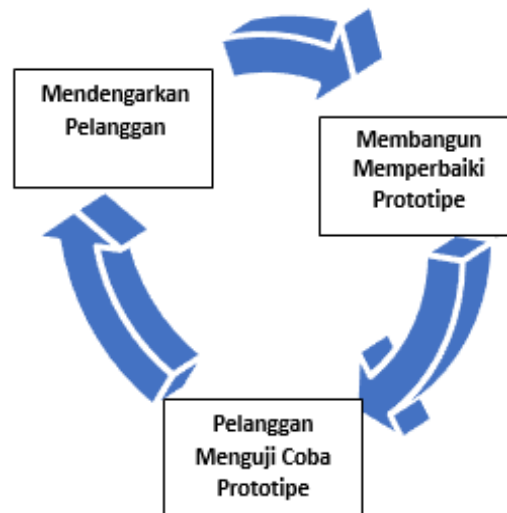 Mendengarkan
Pelanggan
Membangun
Memperbaiki
Prototipe
Pelanggan
Menguji Coba
Prototipe